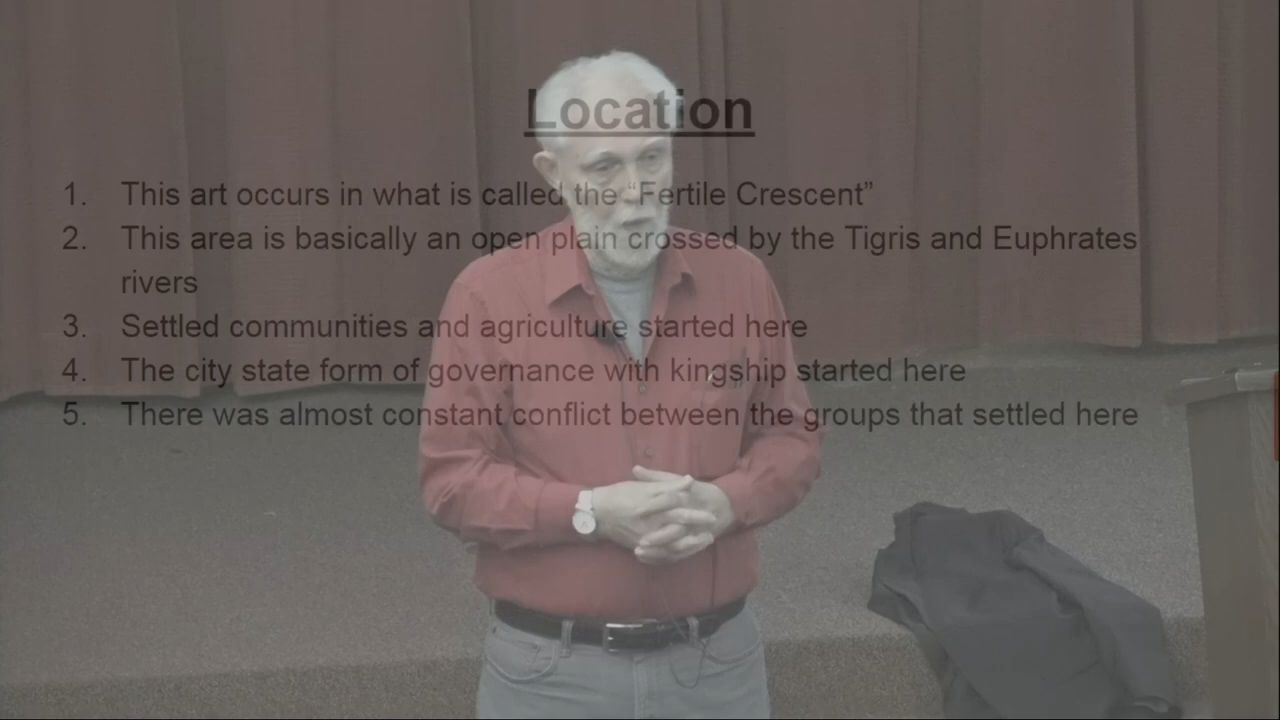 Location
1. This art occurs in what is called the “Fertile Crescent”
2. This area is basically an open plain crossed by the Tigris and Euphrates
rivers
3. Settled communities and agriculture started here
4. The city state form of governance with kingship started here
5. There was almost constant conflict between the groups that settled here